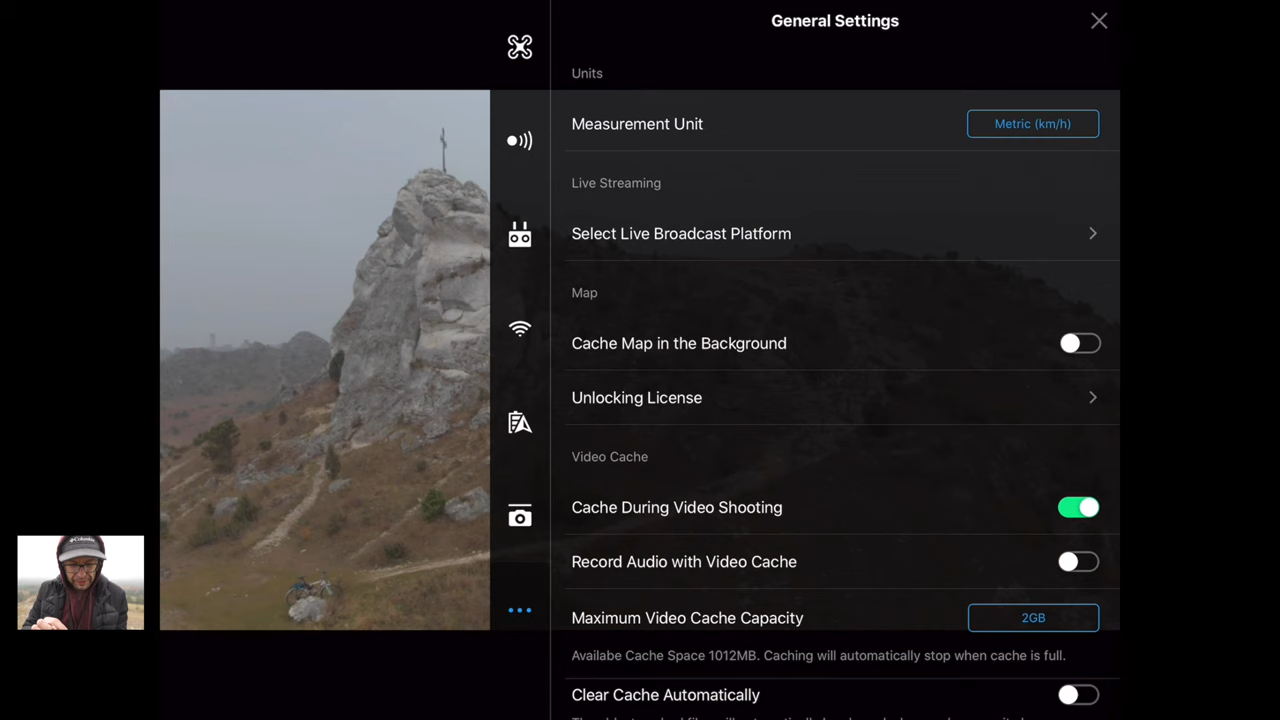 General Settings
Units
Measurement Unit
Metric (km/h)
Live Streaming
Select Live Broadcast Platform
Map
Cache Map in the Background
Unlocking License
Video Cache
Cache During Video Shooting
Record Audio with Video Cache
Maximum Video Cache Capacity
2GB
Availabe Cache Space 1012MB. Caching will automatically stop when cache is full.
Clear Cache Automatically
Columbia